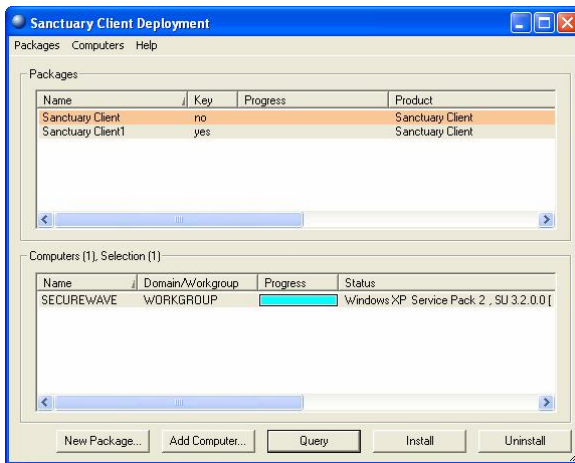 Sanctuary Client Deployment
Packages Computers Help
Packages
Name Key Progress Product
Sanctuary Client no Sanctuary Client
Sanctuary Client1 yes Sanctuary Client
Computers (1), Selection (1)
Name Domain/Workgroup Progress Status
SECUREWAVE WORKGROUP Windows XP Service Pack 2 , SU 3.2.0.0 [
New Package... Add Computer... Query Install Uninstall